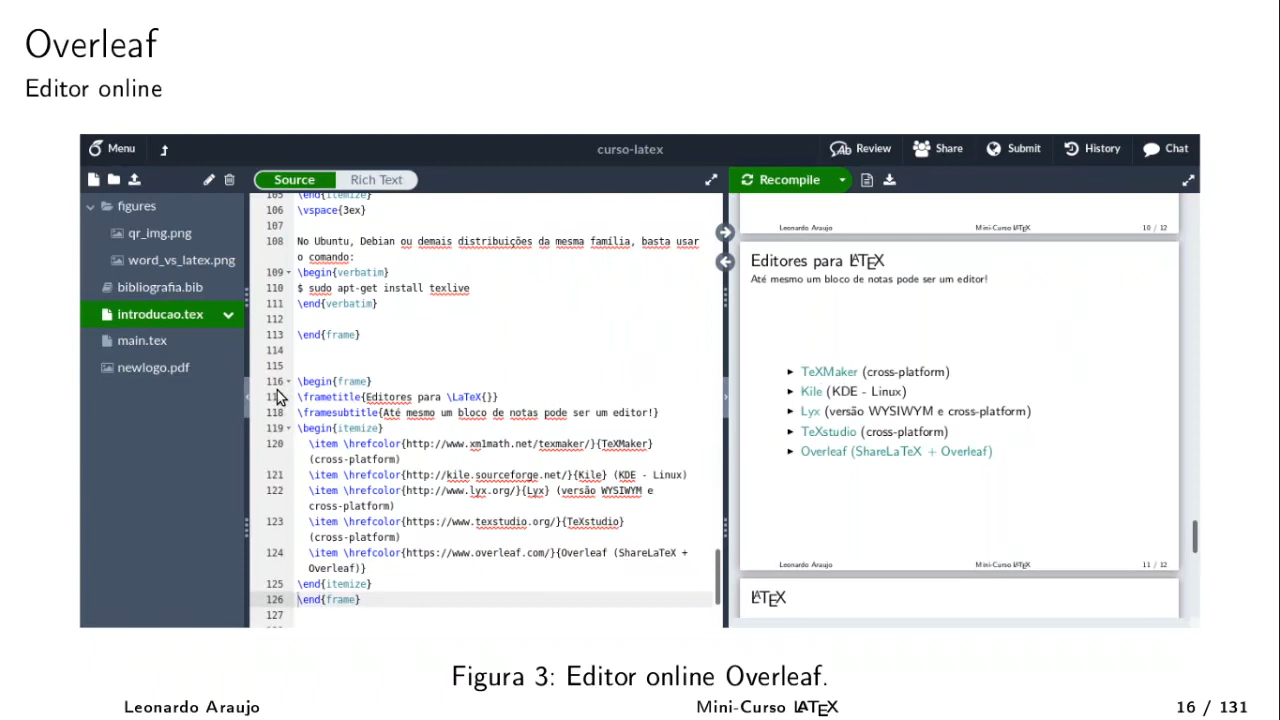 Overleaf
Editor online
Menu
curso-latex
Review
Share
Submit
History
Chat
Source
Rich Text
Recompile
figures
qr_img.png
word_vs_latex.png
bibliografia.bib
introducao.tex
main.tex
newlogo.pdf
105 \end{itemize}
106 \vspace{3ex}
107
108 No Ubuntu, Debian ou demais distribuições da mesma família, basta usar
o comando:
109 \begin{verbatim}
110 $ sudo apt-get install texlive
111 \end{verbatim}
112
113 \end{frame}
114
115
116 \begin{frame}
\frametitle{Editores para \LaTeX{}}
118 \framesubtitle{Até mesmo um bloco de notas pode ser um editor!}
119 \begin{itemize}
120 \item \hrefcolor{http://www.xm1math.net/texmaker/}{TeXMaker}
(cross-platform)
121 \item \hrefcolor{http://kile.sourceforge.net/}{Kile} (KDE - Linux)
122 \item \hrefcolor{http://www.lyx.org/}{Lyx} (versão WYSIWYM e
cross-platform)
123 \item \hrefcolor{https://www.texstudio.org/}{TeXstudio}
(cross-platform)
124 \item \hrefcolor{https://www.overleaf.com/}{Overleaf (ShareLaTeX +
Overleaf)}
125 \end{itemize}
126 \end{frame}
127
Leonardo Araujo Mini-Curso LATEX 10 / 12
Editores para LATEX
Até mesmo um bloco de notas pode ser um editor!
► TeXMaker (cross-platform)
► Kile (KDE - Linux)
► Lyx (versão WYSIWYM e cross-platform)
► TeXstudio (cross-platform)
► Overleaf (ShareLaTeX + Overleaf)
Leonardo Araujo Mini-Curso LATEX 11 / 12
LATEX
Figura 3: Editor online Overleaf.
Leonardo Araujo Mini-Curso LATEX 16 / 131